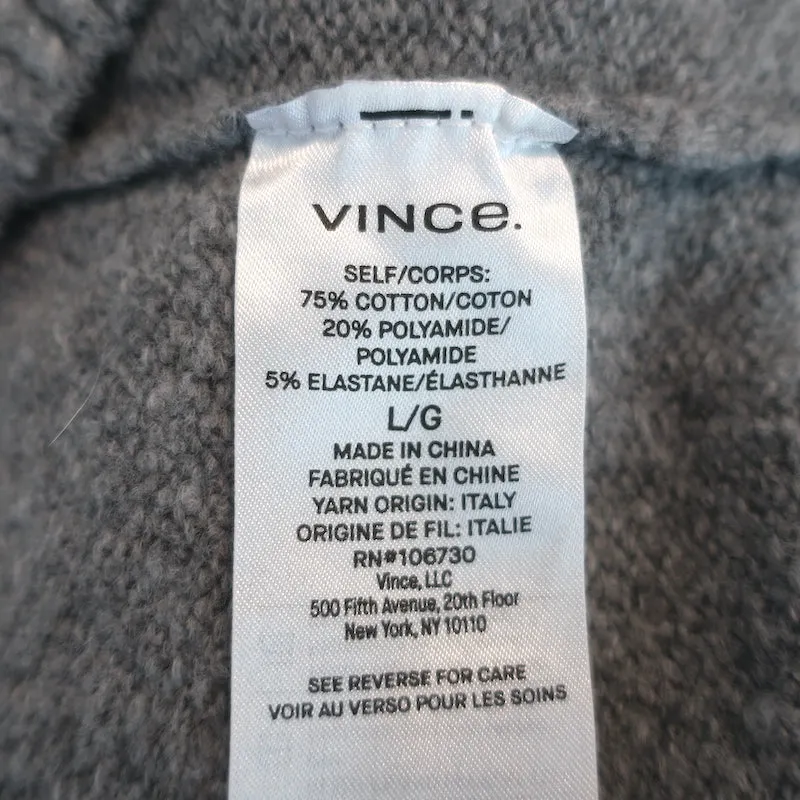 VINCE.
SELF/CORPS:
75% COTTON/COTON
20% POLYAMIDE/
POLYAMIDE
5% ELASTANE/ÉLASTHANNE
L/G
MADE IN CHINA
FABRIQUÉ EN CHINE
YARN ORIGIN: ITALY
ORIGINE DE FIL: ITALIE
RN#106730
Vince, LLC
500 Fifth Avenue, 20th Floor
New York, NY 10110
SEE REVERSE FOR CARE
VOIR AU VERSO POUR LES SOINS